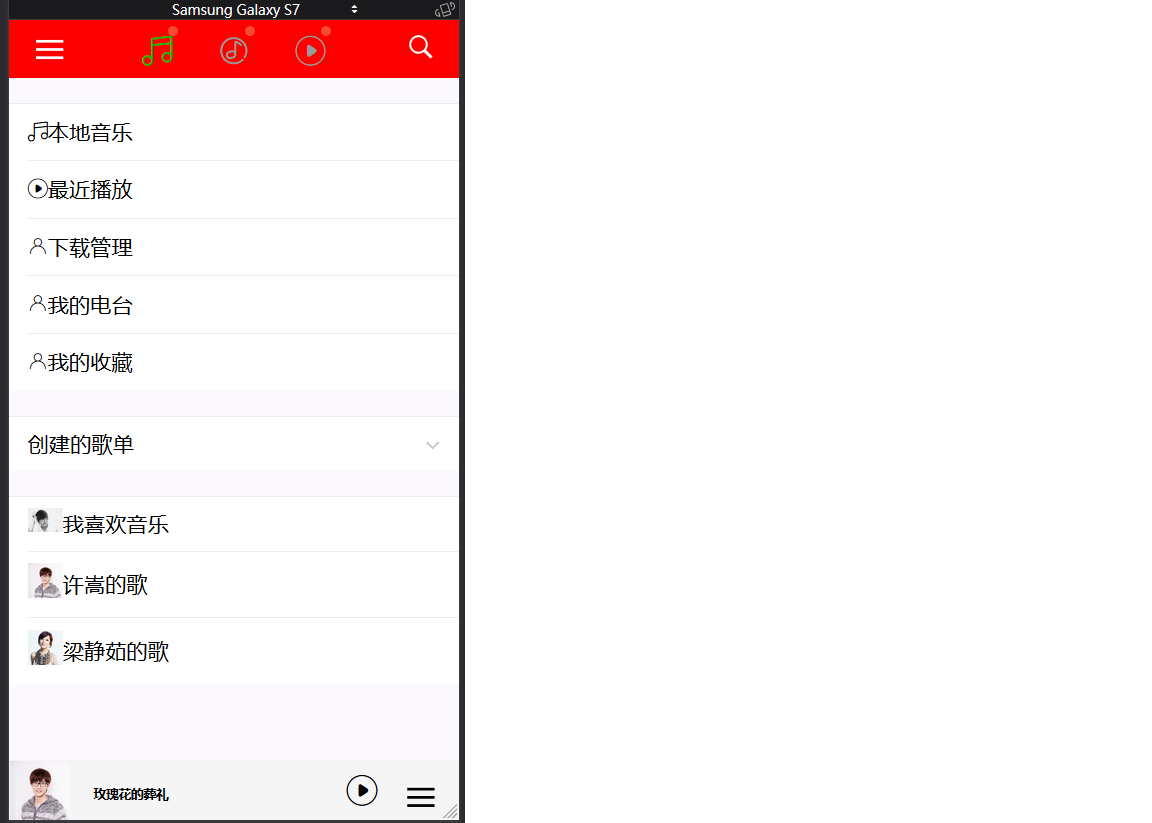 Samsung Galaxy S7
本地音乐
最近播放
下载管理
我的电台
我的收藏
创建的歌单
我喜欢音乐
许嵩的歌
梁静茹的歌
玫瑰花的葬礼